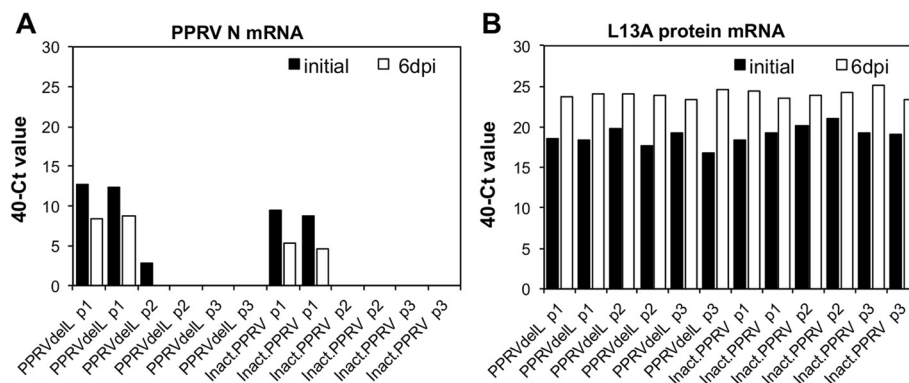 A
PPRV N mRNA
initial
6dpi
40-Ct value
30
25
20
15
10
5
0
PPRVdelL p1
PPRVdelL p1
PPRVdelL p2
PPRVdelL p2
PPRVdelL p3
PPRVdelL p3
Inact.PPRV p1
Inact.PPRV p1
Inact.PPRV p2
Inact.PPRV p2
Inact.PPRV p3
Inact.PPRV p3
B
L13A protein mRNA
initial
6dpi
40-Ct value
30
25
20
15
10
5
0
PPRVdelL p1
PPRVdelL p1
PPRVdelL p2
PPRVdelL p2
PPRVdelL p3
PPRVdelL p3
Inact.PPRV p1
Inact.PPRV p1
Inact.PPRV p2
Inact.PPRV p2
Inact.PPRV p3
Inact.PPRV p3